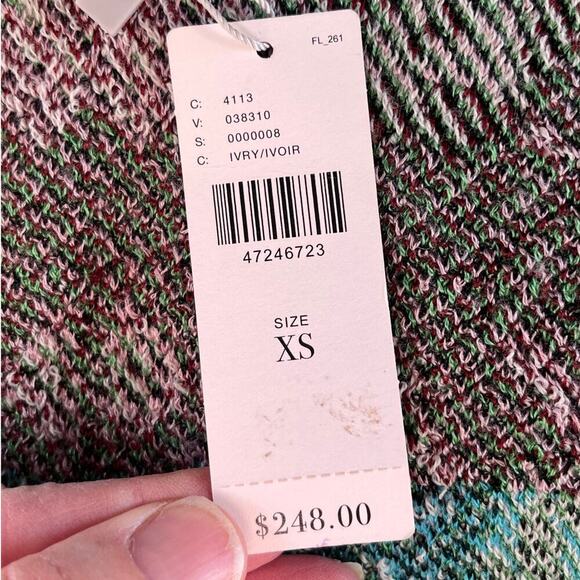 FL_261
C: 4113
V: 038310
S: 0000008
C: IVRY/IVOIR
47246723
SIZE
XS
$248.00